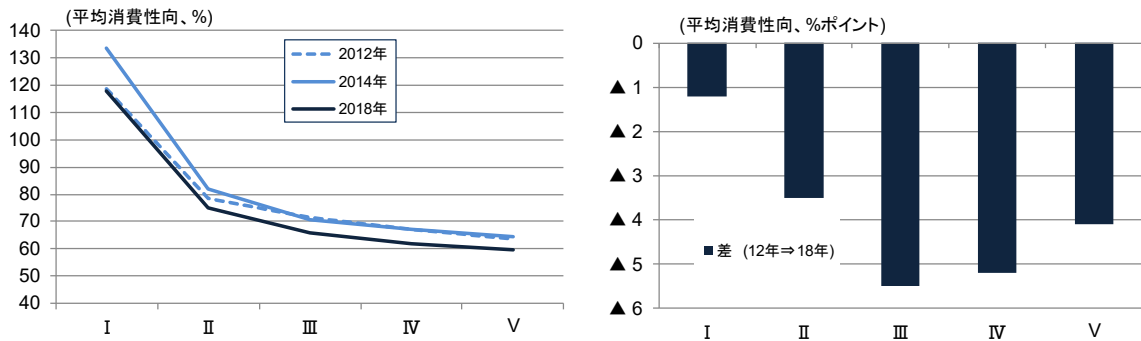 (平均消費性向、%)
140
130
120
110
100
90
80
70
60
50
40
2012年
2014年
2018年
Ⅰ Ⅱ Ⅲ Ⅳ Ⅴ
(平均消費性向、%ポイント)
0
▲ 1
▲ 2
▲ 3
▲ 4
▲ 5
▲ 6
差 (12年⇒18年)
Ⅰ Ⅱ Ⅲ Ⅳ Ⅴ